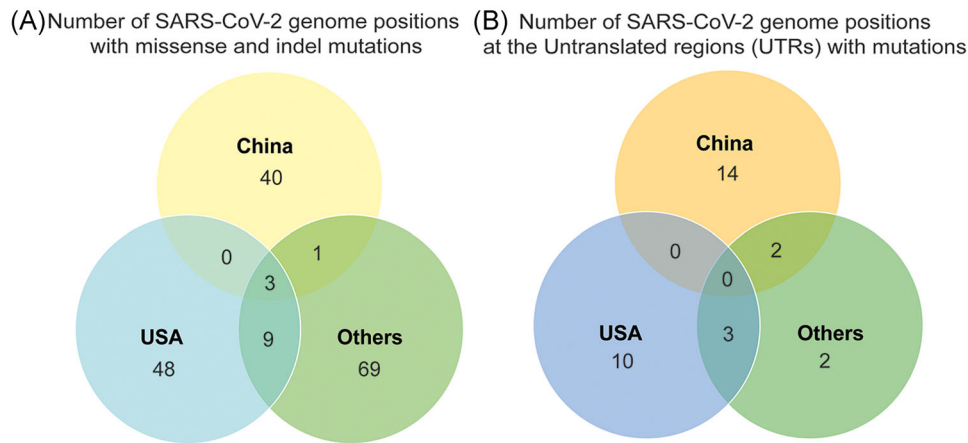 (A) Number of SARS-CoV-2 genome positions
with missense and indel mutations
China
40
0
1
3
USA
9
Others
48
69
(B) Number of SARS-CoV-2 genome positions
at the Untranslated regions (UTRs) with mutations
China
14
0
2
0
USA
3
Others
10
2